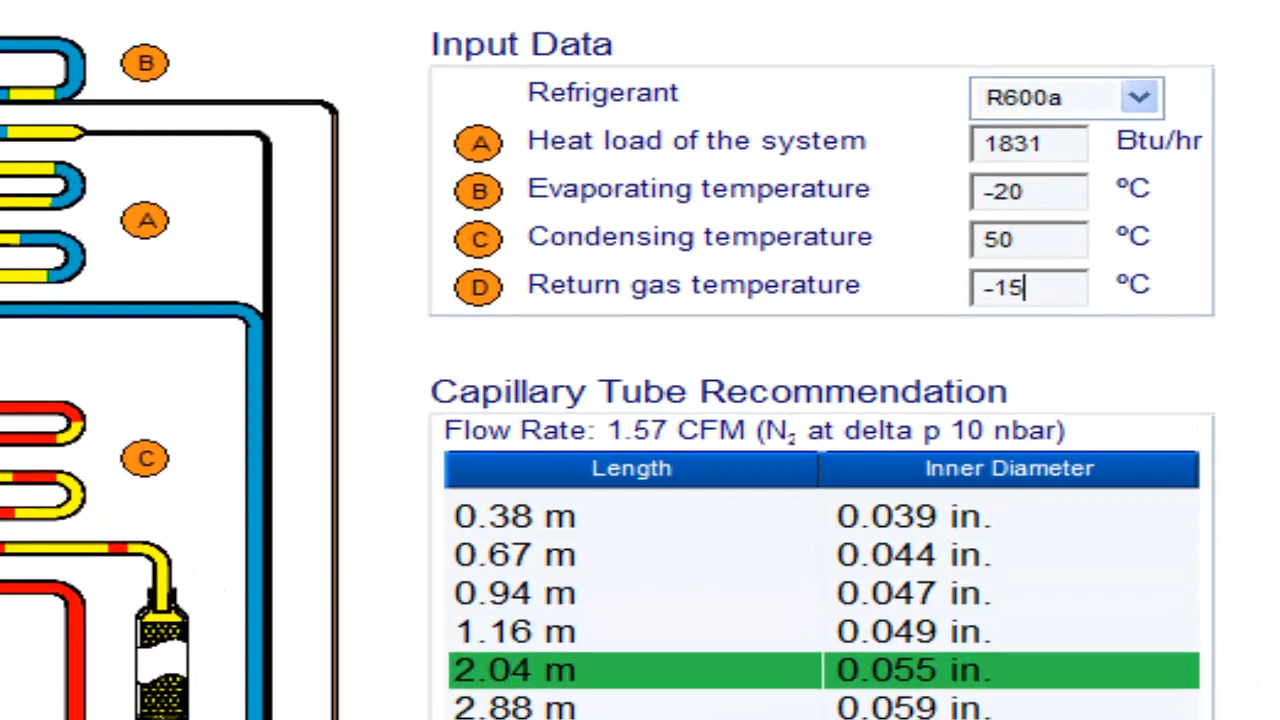 Input Data
B
Refrigerant R600a
A Heat load of the system 1831 Btu/hr
B Evaporating temperature -20 ºC
A
C Condensing temperature 50 ºC
D Return gas temperature -15 ºC
Capillary Tube Recommendation
Flow Rate: 1.57 CFM (N₂ at delta p 10 nbar)
C
Length Inner Diameter
0.38 m 0.039 in.
0.67 m 0.044 in.
0.94 m 0.047 in.
1.16 m 0.049 in.
2.04 m 0.055 in.
2.88 m 0.059 in.